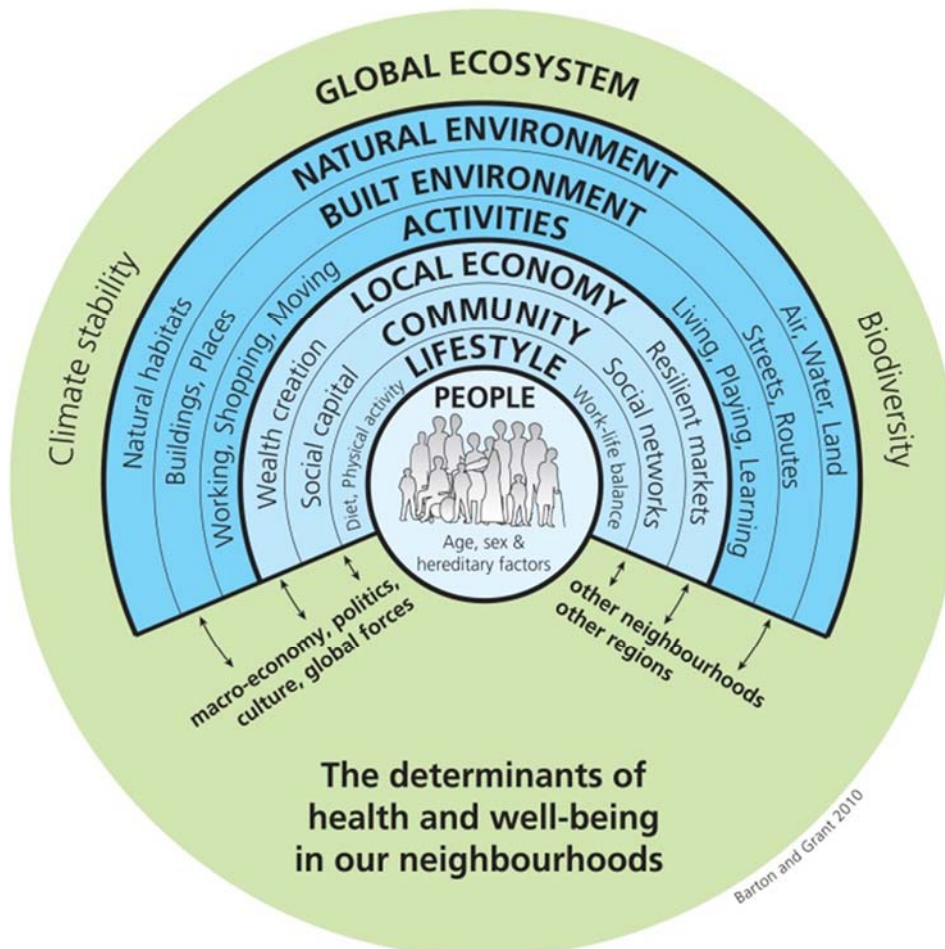 GLOBAL ECOSYSTEM
NATURAL ENVIRONMENT
BUILT ENVIRONMENT
ACTIVITIES
LOCAL ECONOMY
COMMUNITY
LIFESTYLE
PEOPLE
Age, sex &
hereditary factors
Climate stability
Natural habitats
Buildings, Places
Working, Shopping, Moving
Wealth creation
Social capital
Diet, Physical activity
Work-life balance
Social networks
Resilient markets
Living, Playing, Learning
Streets, Routes
Air, Water, Land
Biodiversity
macro-economy, politics,
culture, global forces
other neighbourhoods
other regions
The determinants of
health and well-being
in our neighbourhoods
Barton and Grant 2010